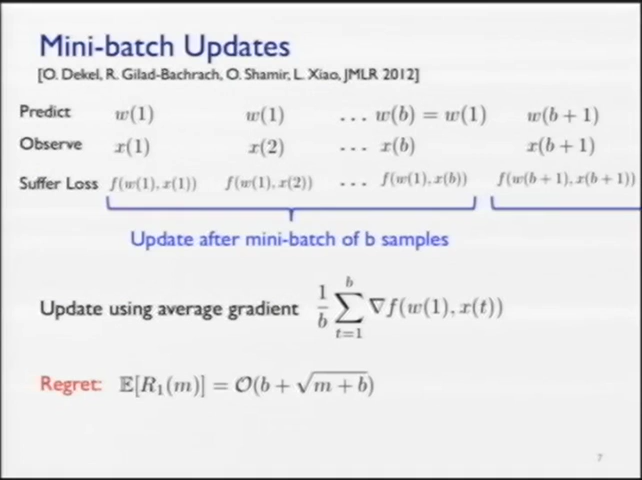 Mini-batch Updates
[O. Dekel, R. Gilad-Bachrach, O. Shamir, L. Xiao, JMLR 2012]
Predict w(1) w(1) ... w(b) = w(1) w(b + 1)
Observe x(1) x(2) ... x(b) x(b + 1)
Suffer Loss f(w(1), x(1)) f(w(1), x(2)) ... f(w(1), x(b)) f(w(b + 1), x(b + 1))
Update after mini-batch of b samples
Update using average gradient 1/b ∑_{t=1}^{b} ∇f(w(1), x(t))
Regret: 𝔼[R₁(m)] = 𝒪(b + √(m + b))
7